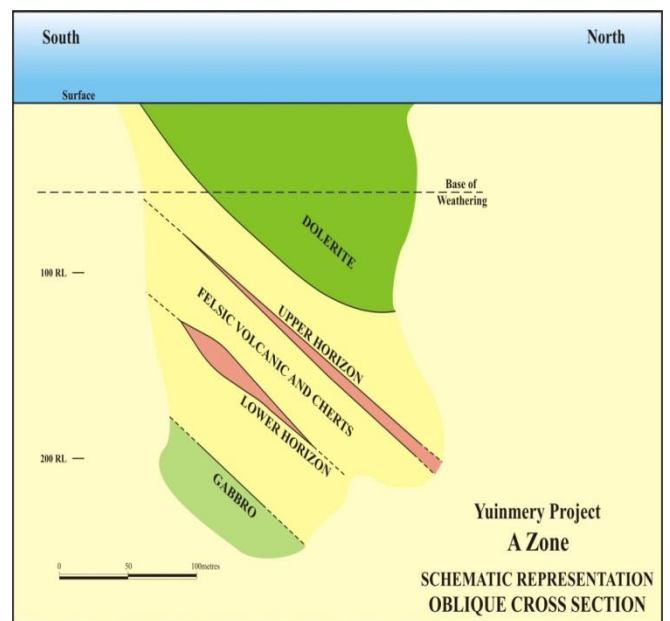 South
North
Surface
Base of
Weathering
DOLERITE
100 RL
UPPER HORIZON
FELSIC VOLCANIC AND CHERTS
LOWER HORIZON
200 RL
GABBRO
0 50 100metres
Yuinmery Project
A Zone
SCHEMATIC REPRESENTATION
OBLIQUE CROSS SECTION